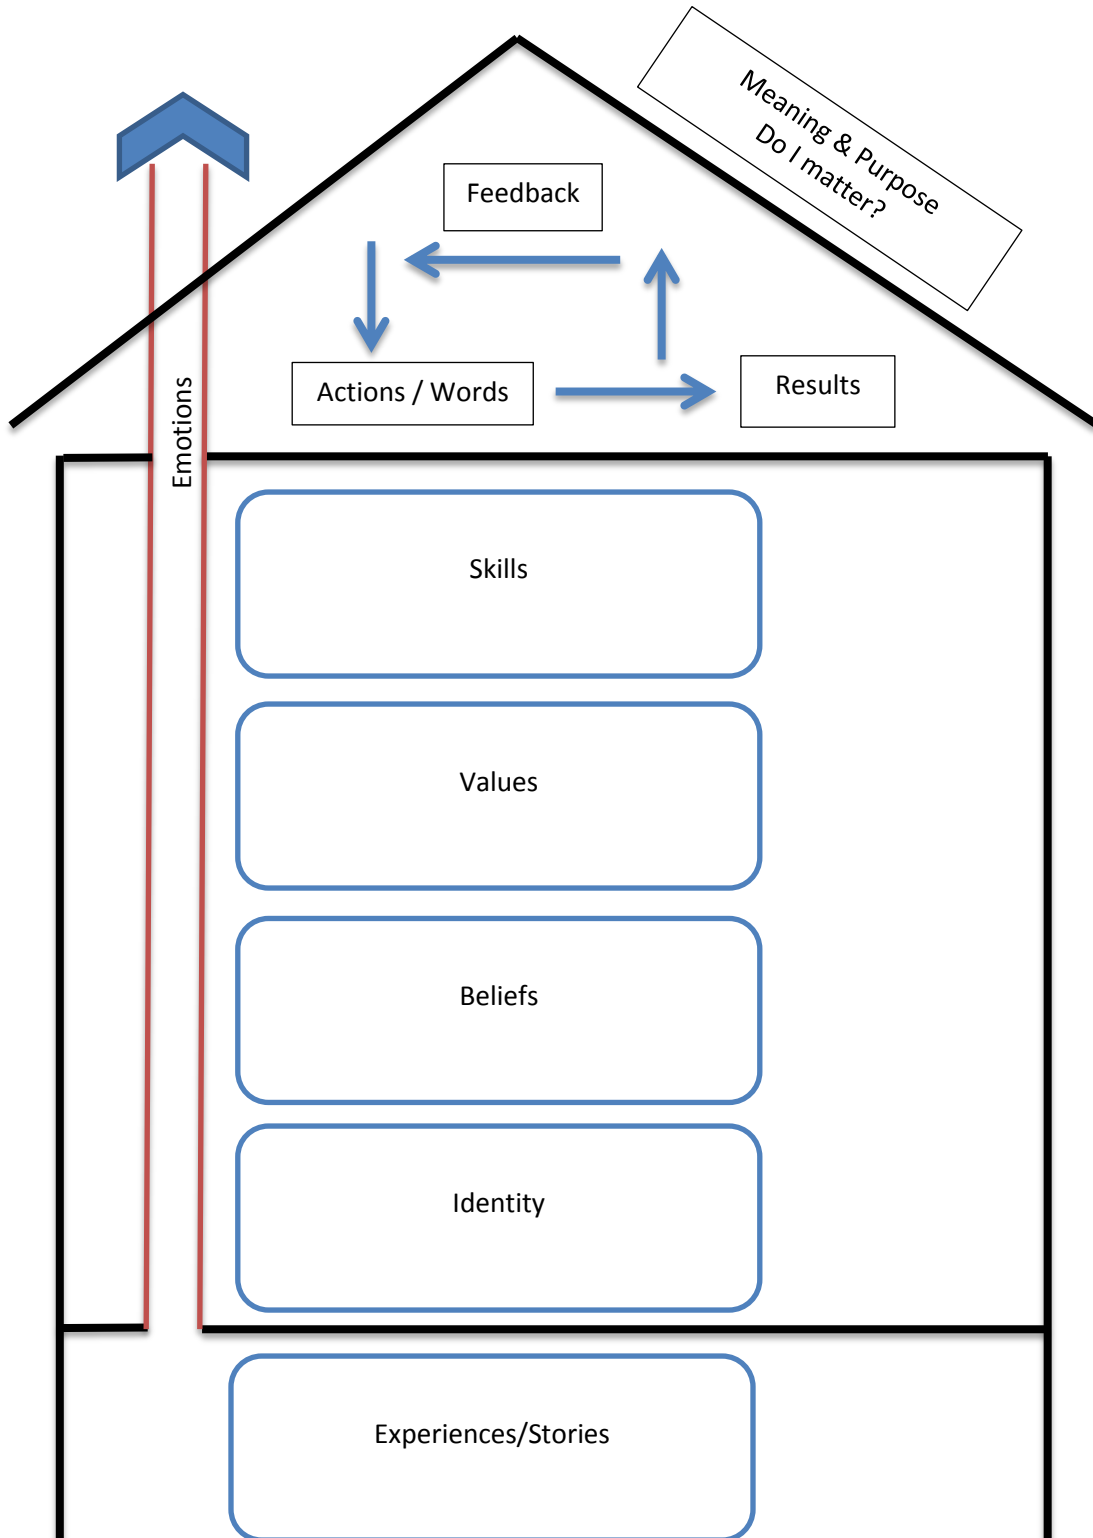 Meaning & Purpose
Do I matter?
Feedback
Actions / Words
Results
Emotions
Skills
Values
Beliefs
Identity
Experiences/Stories